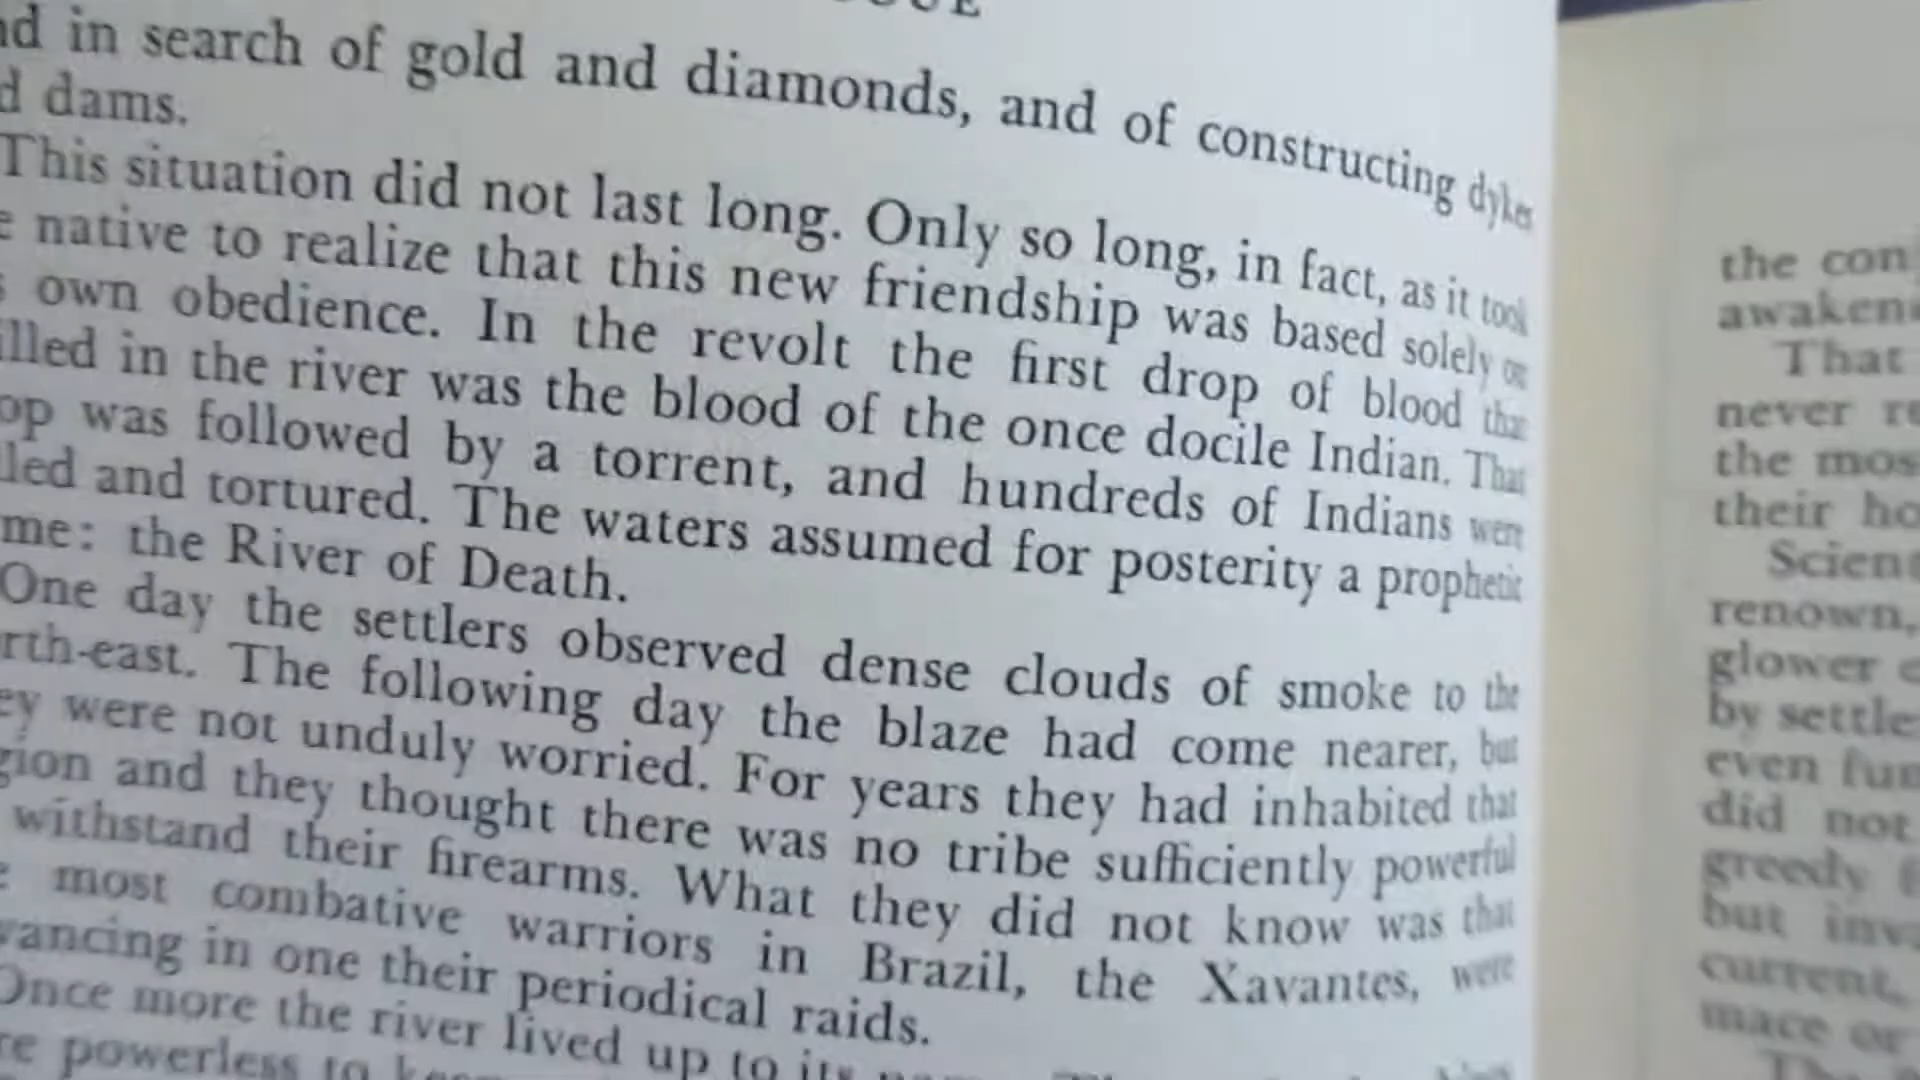 in search of gold and diamonds, and of constructing dykes
dams.
This situation did not last long. Only so long, in fact, as it took
native to realize that this new friendship was based solely on
own obedience. In the revolt the first drop of blood that
in the river was the blood of the once docile Indian. That
was followed by a torrent, and hundreds of Indians were
and tortured. The waters assumed for posterity a prophetic
me: the River of Death.
One day the settlers observed dense clouds of smoke to the
rth-east. The following day the blaze had come nearer, but
ey were not unduly worried. For years they had inhabited that
gion and they thought there was no tribe sufficiently powerful
withstand their firearms. What they did not know was that
most combative warriors in Brazil, the Xavantes, were
vancing in one their periodical raids.
Once more the river lived up to its
powerless to
the con
awaken
That
never re
the mos
their ho
Scient
renown,
glower
by settle
even fun
did not
greedy
but inva
current,
mace or